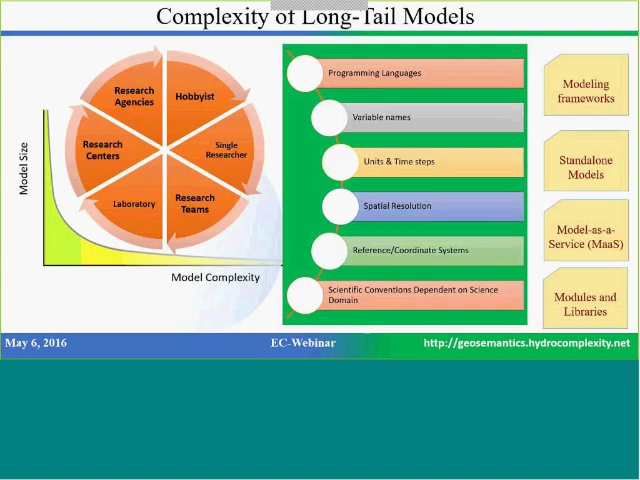 Complexity of Long-Tail Models
Model Size
Research
Agencies
Hobbyist
Research
Centers
Single
Researcher
Laboratory
Research
Teams
Model Complexity
Programming Languages
Variable names
Units & Time steps
Spatial Resolution
Reference/Coordinate Systems
Scientific Conventions Dependent on Science
Domain
Modeling
frameworks
Standalone
Models
Model-as-a-
Service (MaaS)
Modules and
Libraries
May 6, 2016
EC-Webinar
http://geosemantics.hydrocomplexity.net